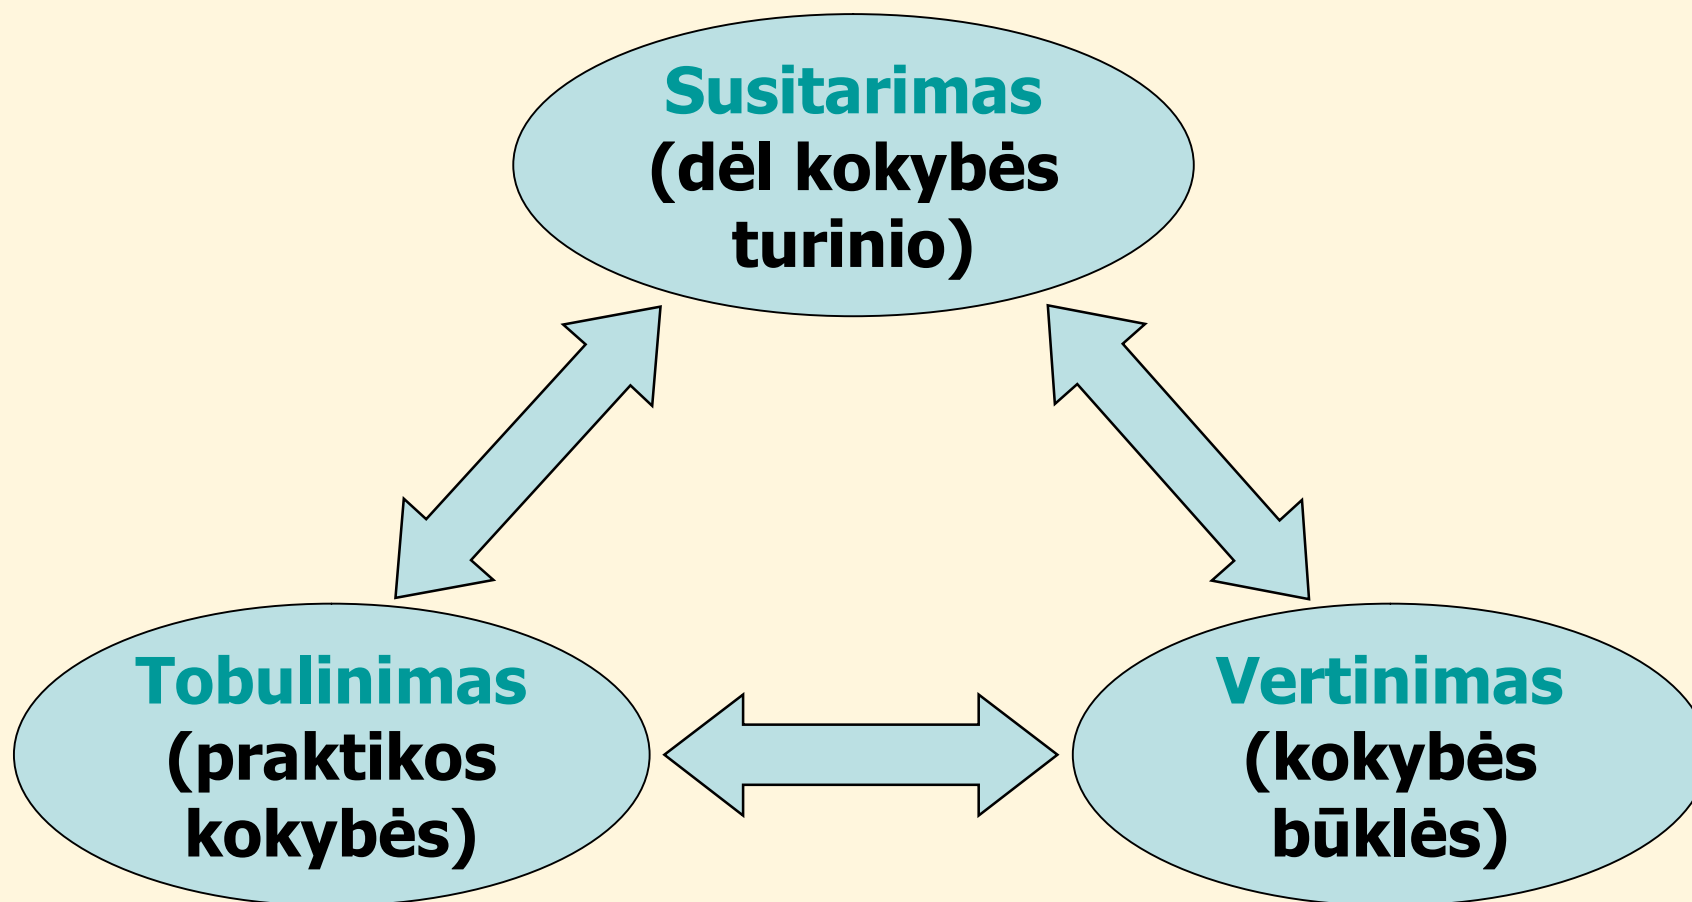 Susitarimas
(dėl kokybės
turinio)
Tobulinimas
(praktikos
kokybės)
Vertinimas
(kokybės
būklės)